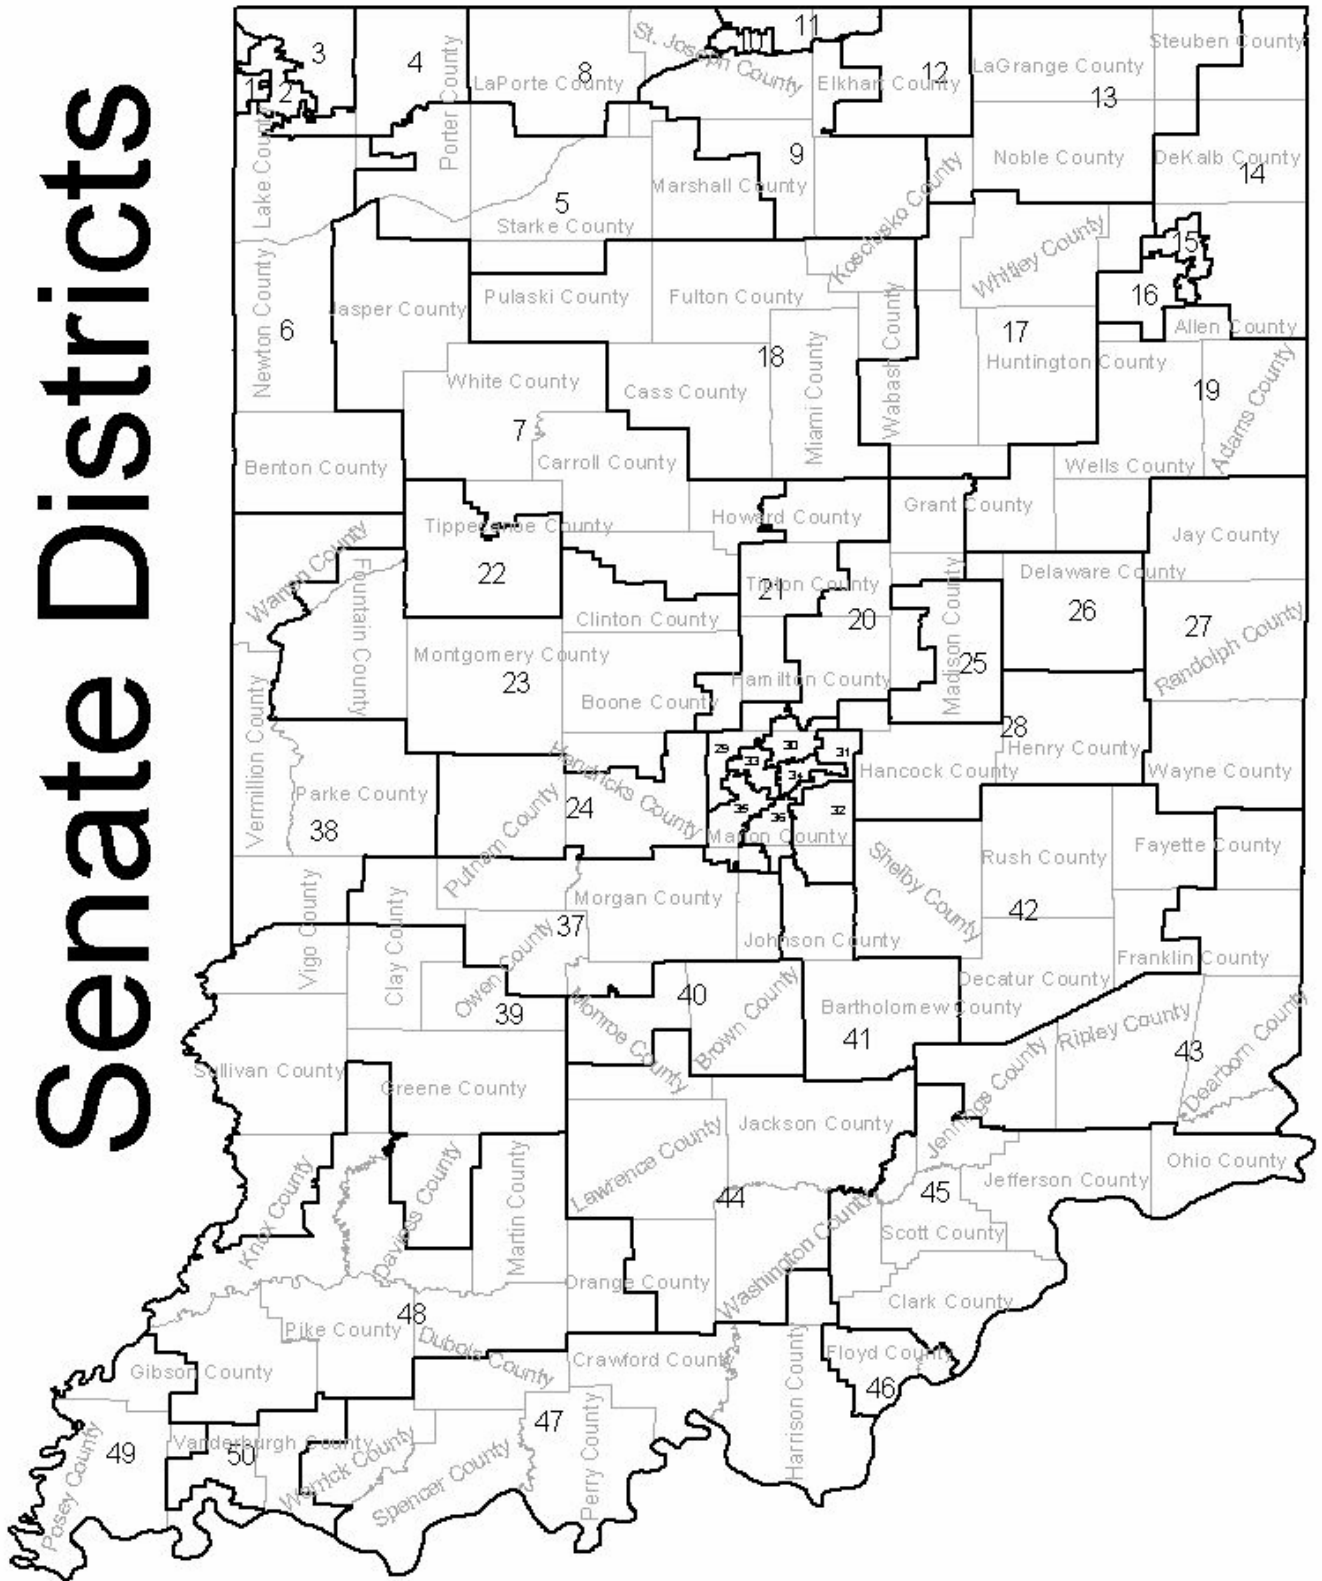 Senate Districts
11
3
St. Joseph County
Steuben County
4
8
12
LaGrange County
LaPorte County
Elkhart County
1
2
10
13
Porter County
Lake County
9
Noble County
DeKalb County
14
Marshall County
5
Starke County
Kosciusko County
Whitley County
15
16
Newton County
Jasper County
Pulaski County
Fulton County
6
17
Allen County
18
Huntington County
White County
Cass County
Miami County
Wabash County
19
Adams County
7
Benton County
Carroll County
Wells County
Howard County
Grant County
Tippecanoe County
Jay County
Warren County
22
Fountain County
21
Tipton County
Delaware County
26
20
Clinton County
27
Randolph County
Montgomery County
23
Madison County
25
Hamilton County
Boone County
28
Vermillion County
Hendricks County
29
30
31
33
34
Henry County
Hancock County
Wayne County
Parke County
24
Putnam County
35
36
32
38
Marion County
Shelby County
Rush County
Fayette County
Morgan County
42
Vigo County
Clay County
37
Johnson County
Owen County
Franklin County
Decatur County
40
39
Monroe County
Brown County
Bartholomew County
41
Ripley County
43
Dearborn County
Sullivan County
Greene County
Jennings County
Jackson County
Lawrence County
Knox County
Daviess County
Martin County
44
45
Jefferson County
Ohio County
Washington County
Scott County
Orange County
Clark County
48
Pike County
Dubois County
Crawford County
Floyd County
Gibson County
46
Harrison County
47
49
Vanderburgh County
50
Posey County
Warrick County
Spencer County
Perry County